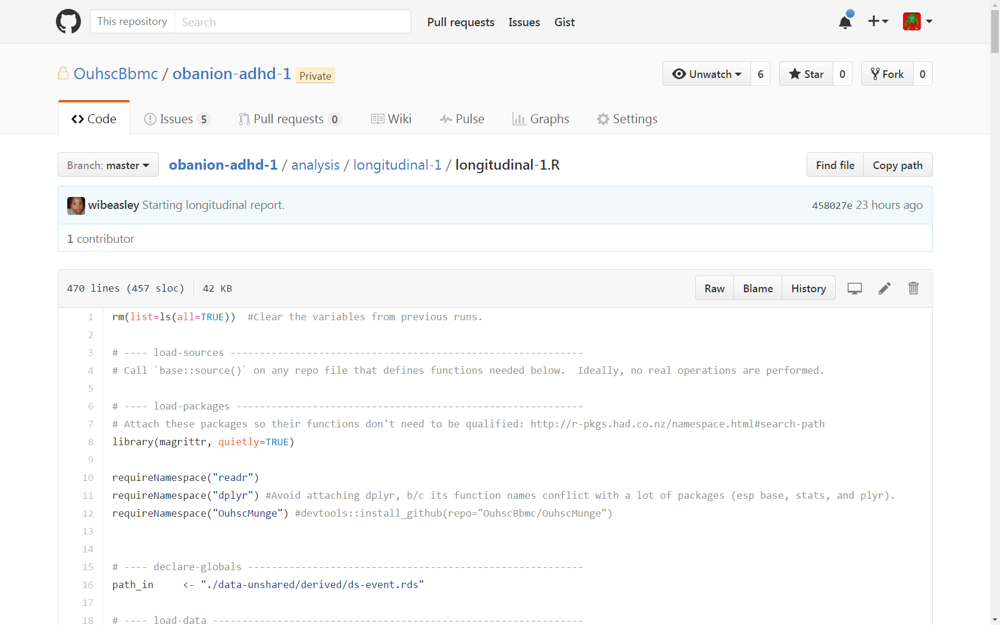 This repository Search Pull requests Issues Gist
OuhscBbmc / obanion-adhd-1 Private Unwatch 6 Star 0 Fork 0
Code Issues 5 Pull requests 0 Wiki Pulse Graphs Settings
Branch: master obanion-adhd-1 / analysis / longitudinal-1 / longitudinal-1.R Find file Copy path
wibeasley Starting longitudinal report. 458027e 23 hours ago
1 contributor
470 lines (457 sloc) 42 KB Raw Blame History
1 rm(list=ls(all=TRUE))  #Clear the variables from previous runs.
2
3 # ---- load-sources ------------------------------------------------------------
4 # Call `base::source()` on any repo file that defines functions needed below.  Ideally, no real operations are performed.
5
6 # ---- load-packages -----------------------------------------------------------
7 # Attach these packages so their functions don't need to be qualified: http://r-pkgs.had.co.nz/namespace.html#search-path
8 library(magrittr, quietly=TRUE)
9
10 requireNamespace("readr")
11 requireNamespace("dplyr") #Avoid attaching dplyr, b/c its function names conflict with a lot of packages (esp base, stats, and plyr).
12 requireNamespace("OuhscMunge") #devtools::install_github(repo="OuhscBbmc/OuhscMunge")
13
14
15 # ---- declare-globals ---------------------------------------------------------
16 path_in     <- "./data-unshared/derived/ds-event.rds"
17
18 # ---- load-data ---------------------------------------------------------------